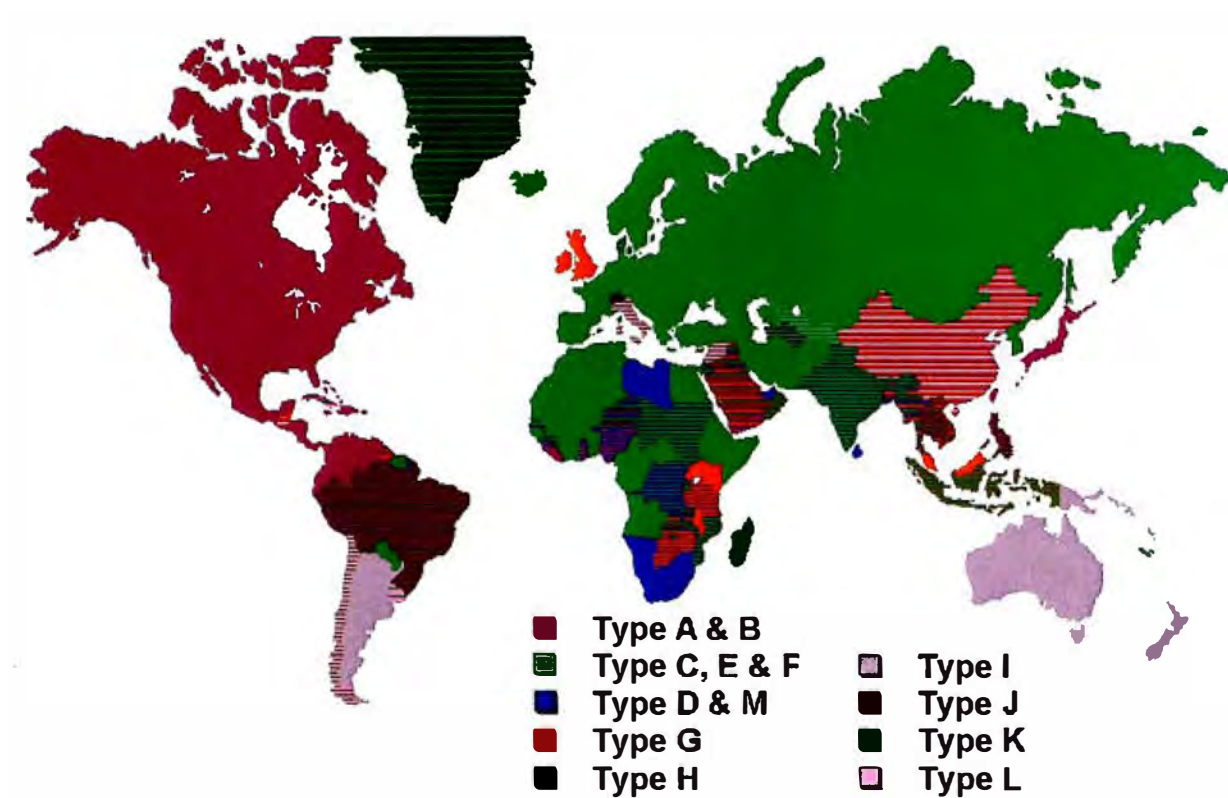 Type A & B
Type C, E & F
Type D & M
Type G
Type H
Type I
Type J
Type K
Type L